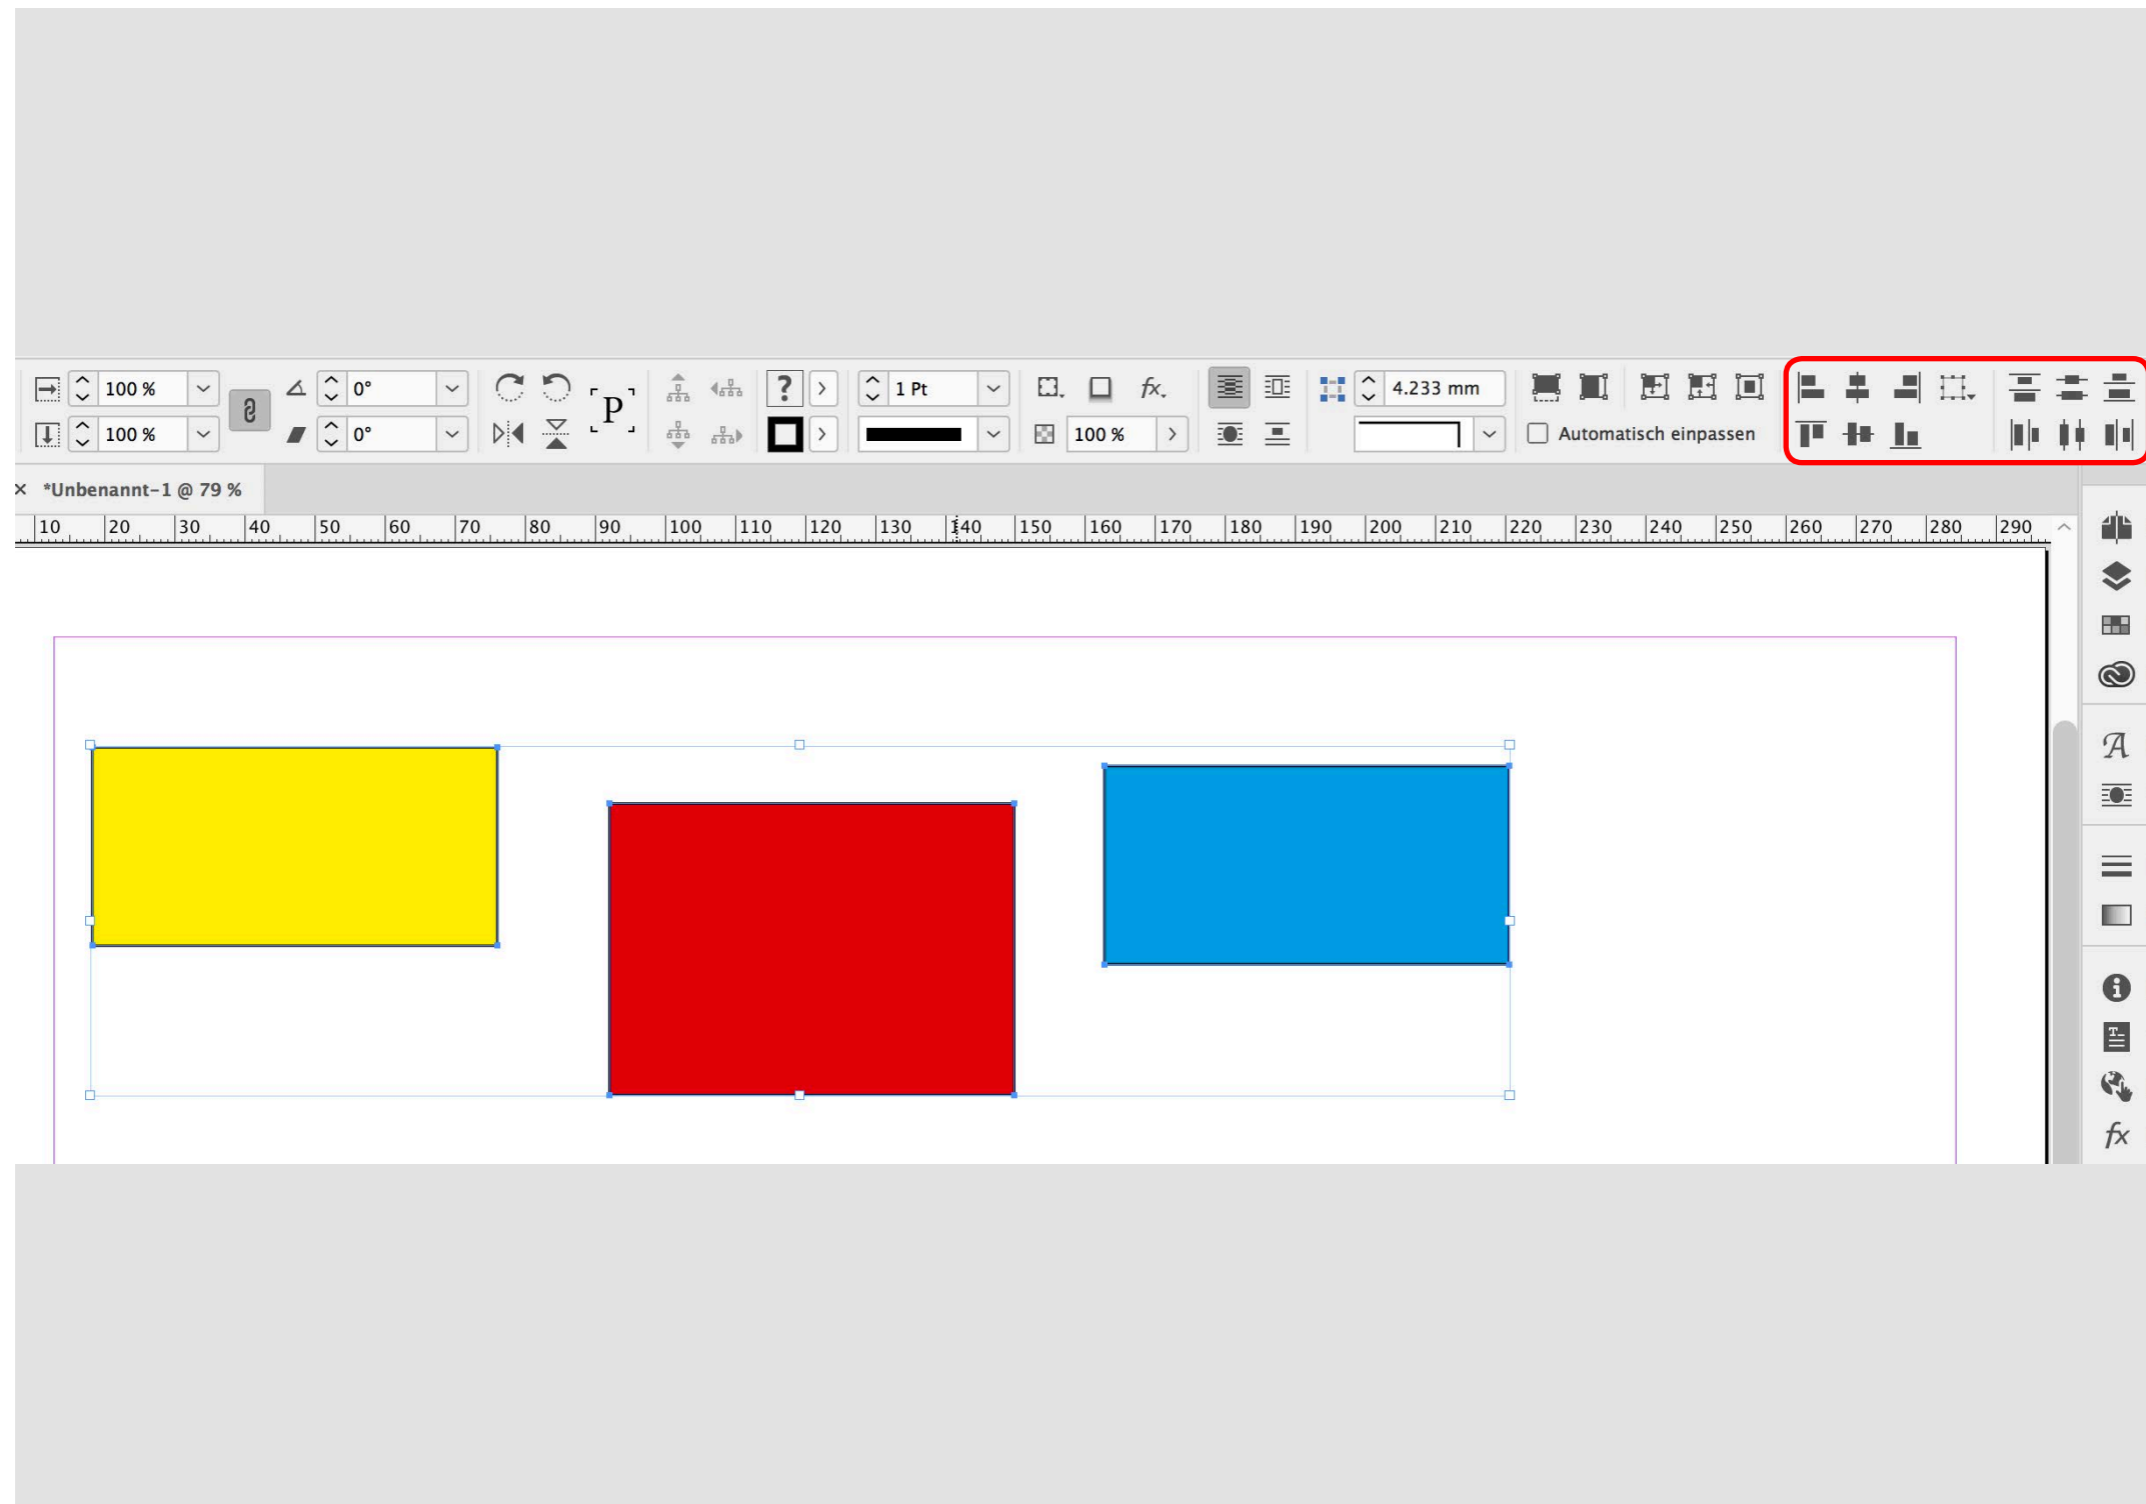 100 % 0° ? 1 Pt fx. 4.233 mm
P
100 % 0° 100 % Automatisch einpassen
× *Unbenannt-1 @ 79 %
10 20 30 40 50 60 70 80 90 100 110 120 130 140 150 160 170 180 190 200 210 220 230 240 250 260 270 280 290
A
i
T
fx